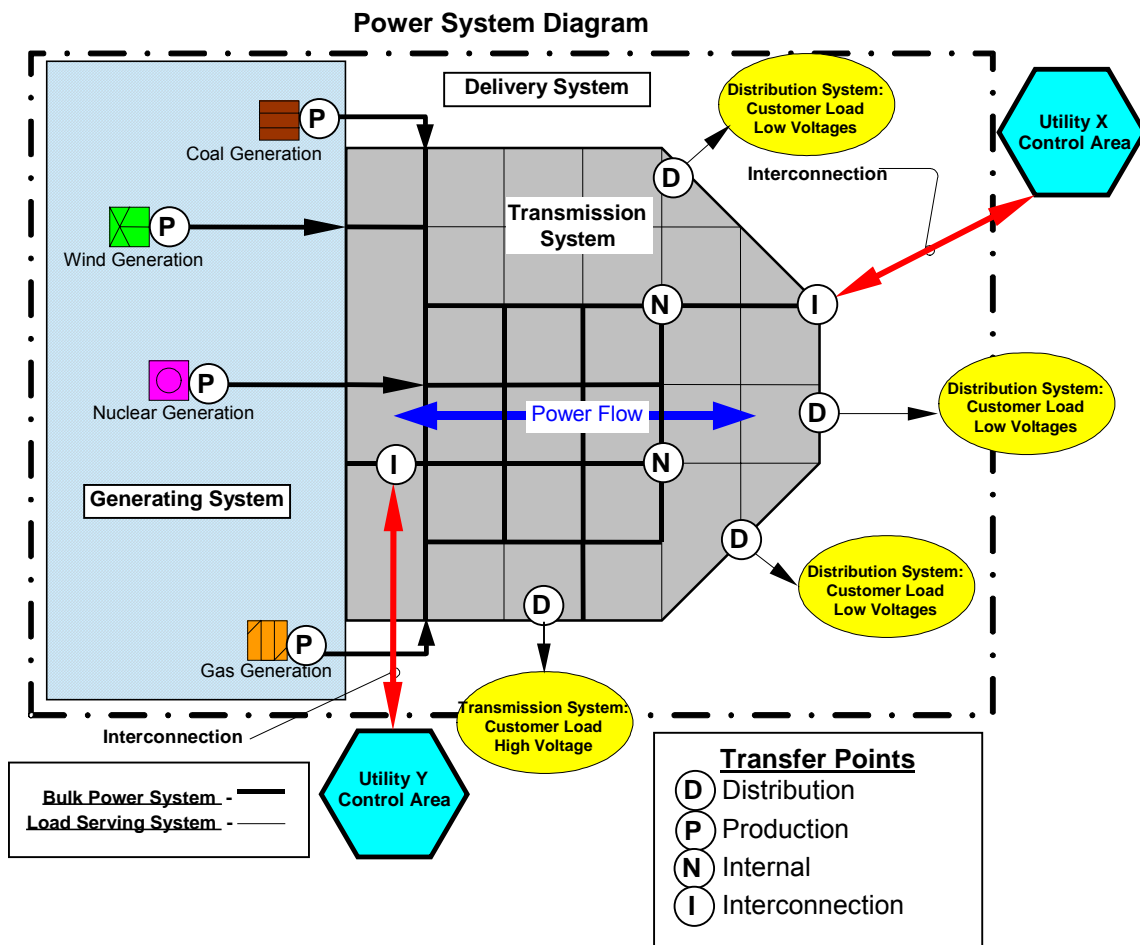 Power System Diagram
Delivery System
Distribution System:
Customer Load
Low Voltages
Utility X
Control Area
P
Coal Generation
Interconnection
D
Transmission
System
P
Wind Generation
N
I
P
Nuclear Generation
Power Flow
D
Distribution System:
Customer Load
Low Voltages
I
N
Generating System
D
Distribution System:
Customer Load
Low Voltages
D
P
Gas Generation
Transmission System:
Customer Load
High Voltage
Interconnection
Utility Y
Control Area
Bulk Power System -
Load Serving System -
Transfer Points
D Distribution
P Production
N Internal
I Interconnection